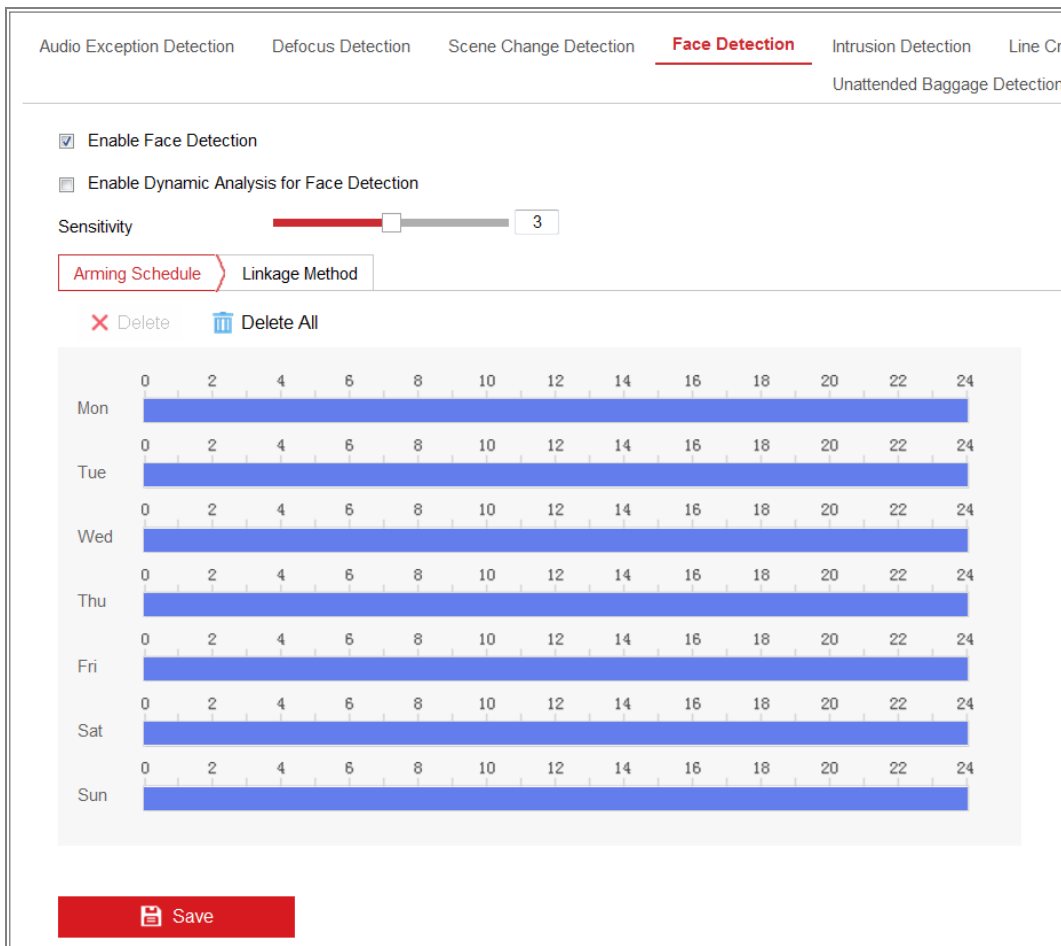 Audio Exception Detection Defocus Detection Scene Change Detection Face Detection Intrusion Detection Line Cr
Unattended Baggage Detection
Enable Face Detection
Enable Dynamic Analysis for Face Detection
Sensitivity 3
Arming Schedule Linkage Method
Delete Delete All
0 2 4 6 8 10 12 14 16 18 20 22 24
Mon
0 2 4 6 8 10 12 14 16 18 20 22 24
Tue
0 2 4 6 8 10 12 14 16 18 20 22 24
Wed
0 2 4 6 8 10 12 14 16 18 20 22 24
Thu
0 2 4 6 8 10 12 14 16 18 20 22 24
Fri
0 2 4 6 8 10 12 14 16 18 20 22 24
Sat
0 2 4 6 8 10 12 14 16 18 20 22 24
Sun
Save